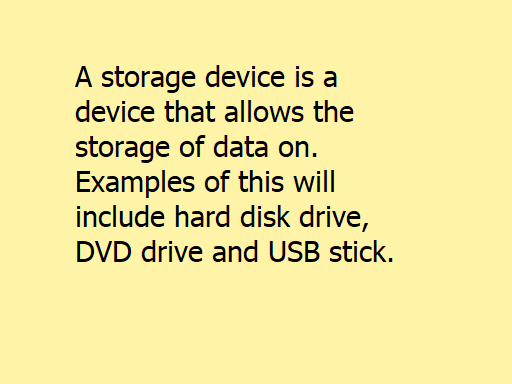 A storage device is a
device that allows the
storage of data on.
Examples of this will
include hard disk drive,
DVD drive and USB stick.